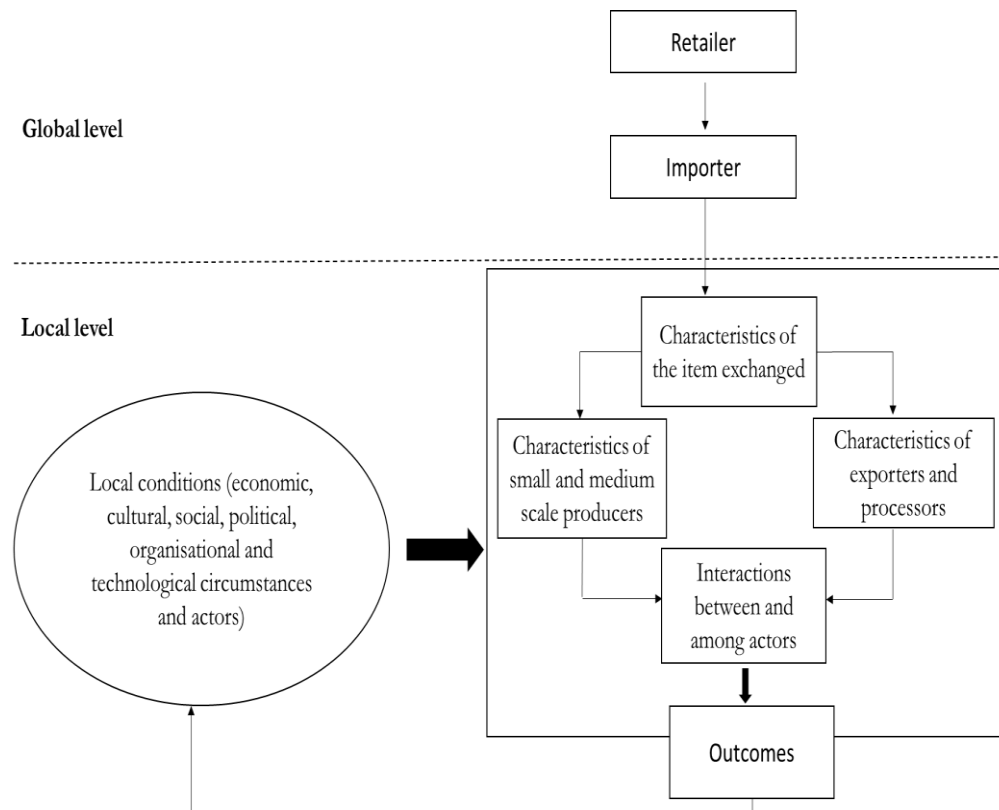 Retailer
Global level
Importer
Local level
Characteristics of
the item exchanged
Characteristics of
small and medium
scale producers
Characteristics of
exporters and
processors
Local conditions (economic,
cultural, social, political,
organisational and
technological circumstances
and actors)
Interactions
between and
among actors
Outcomes